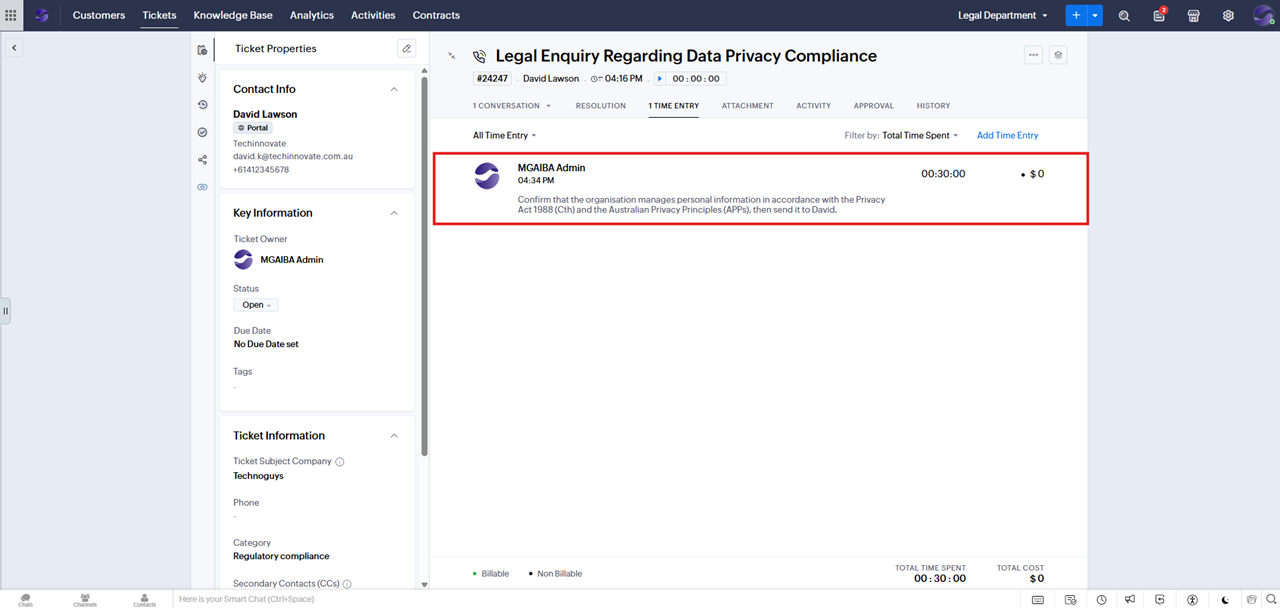 Customers Tickets Knowledge Base Analytics Activities Contracts Legal Department 2
Ticket Properties
Contact Info
David Lawson
Portal
Techinnovate
david.k@techinnovate.com.au
+61412345678
Key Information
Ticket Owner
MGAIBA Admin
Status
Open
Due Date
No Due Date set
Tags
-
Ticket Information
Ticket Subject Company
Technoguys
Phone
-
Category
Regulatory compliance
Secondary Contacts (CCs)
Legal Enquiry Regarding Data Privacy Compliance
#24247 David Lawson 04:16 PM 00 : 00 : 00
1 CONVERSATION RESOLUTION 1 TIME ENTRY ATTACHMENT ACTIVITY APPROVAL HISTORY
All Time Entry Filter by: Total Time Spent Add Time Entry
MGAIBA Admin 00:30:00 $ 0
04:34 PM
Confirm that the organisation manages personal information in accordance with the Privacy
Act 1988 (Cth) and the Australian Privacy Principles (APPs), then send it to David.
Billable Non Billable
TOTAL TIME SPENT TOTAL COST
00 : 30 : 00 $ 0
Chats Channels Contacts Here is your Smart Chat (Ctrl+Space)